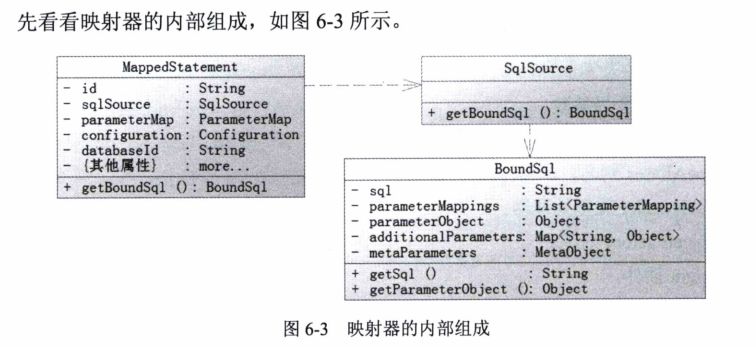 先看看映射器的内部组成，如图 6-3 所示。
MappedStatement
- id : String
- sqlSource : SqlSource
- parameterMap : ParameterMap
- configuration : Configuration
- databaseId : String
- {其他属性} : more...
+ getBoundSql () : BoundSql
SqlSource
+ getBoundSql () : BoundSql
BoundSql
- sql : String
- parameterMappings : List<ParameterMapping>
- parameterObject : Object
- additionalParameters: Map<String, Object>
- metaParameters : MetaObject
+ getSql () : String
+ getParameterObject (): Object
图 6-3 映射器的内部组成